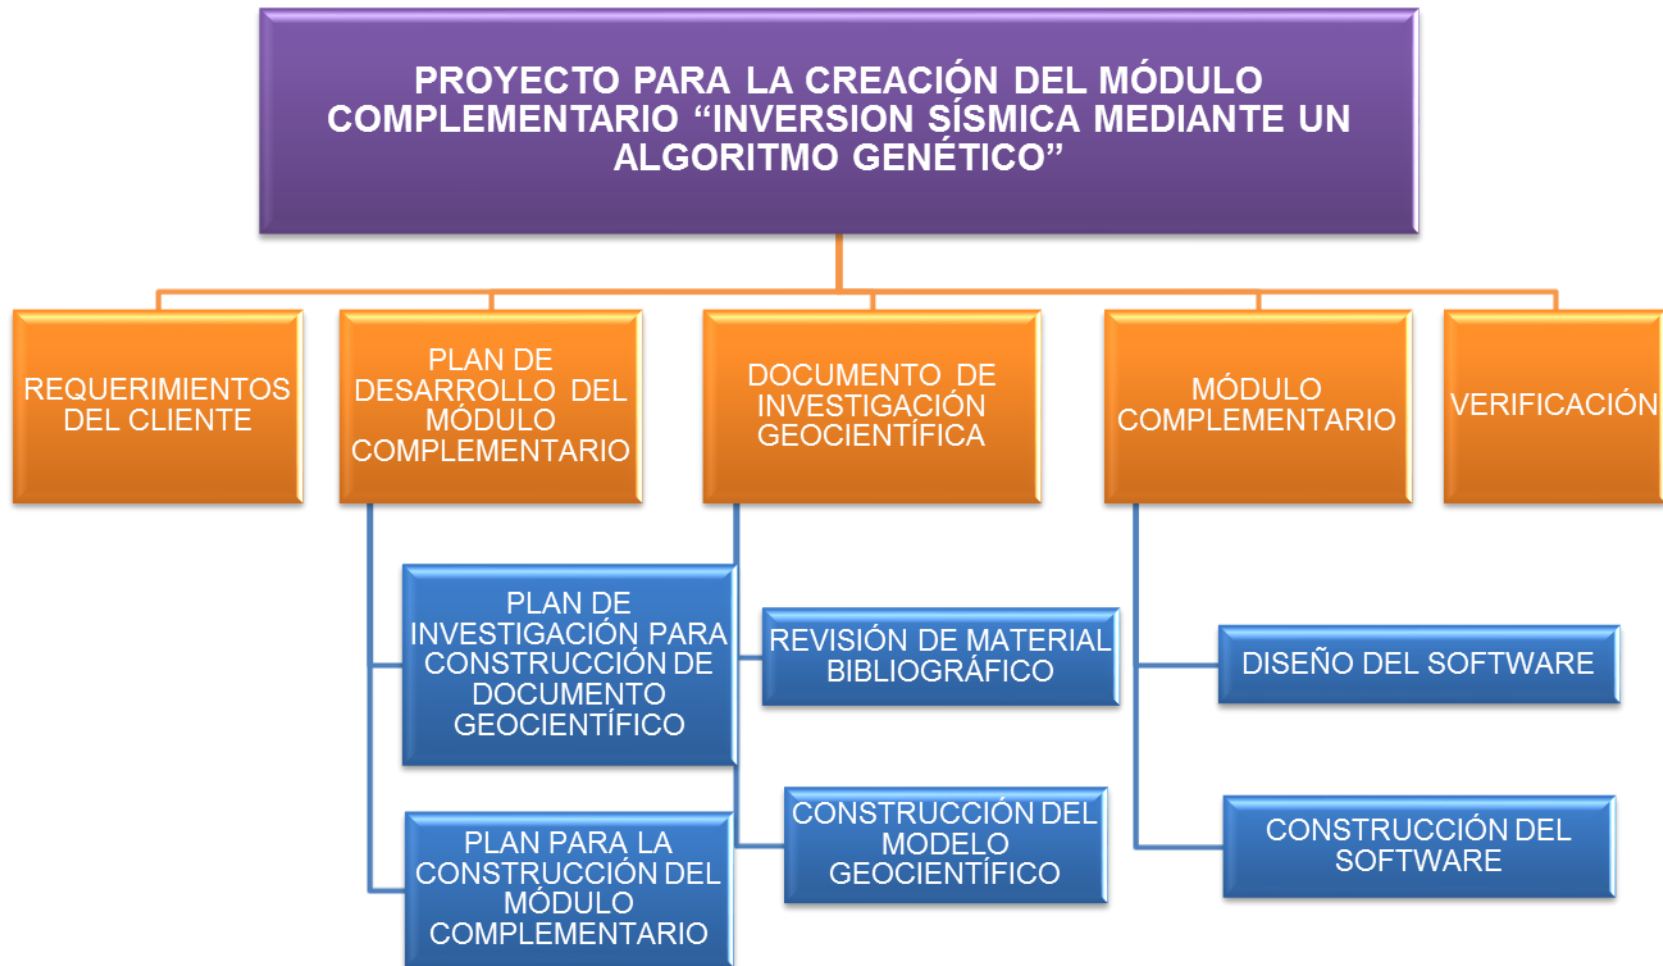 PROYECTO PARA LA CREACIÓN DEL MÓDULO
COMPLEMENTARIO “INVERSION SÍSMICA MEDIANTE UN
ALGORITMO GENÉTICO”
REQUERIMIENTOS
DEL CLIENTE
PLAN DE
DESARROLLO DEL
MÓDULO
COMPLEMENTARIO
DOCUMENTO DE
INVESTIGACIÓN
GEOCIENTÍFICA
MÓDULO
COMPLEMENTARIO
VERIFICACIÓN
PLAN DE
INVESTIGACIÓN PARA
CONSTRUCCIÓN DE
DOCUMENTO
GEOCIENTÍFICO
PLAN PARA LA
CONSTRUCCIÓN DEL
MÓDULO
COMPLEMENTARIO
REVISIÓN DE MATERIAL
BIBLIOGRÁFICO
CONSTRUCCIÓN DEL
MODELO
GEOCIENTÍFICO
DISEÑO DEL SOFTWARE
CONSTRUCCIÓN DEL
SOFTWARE